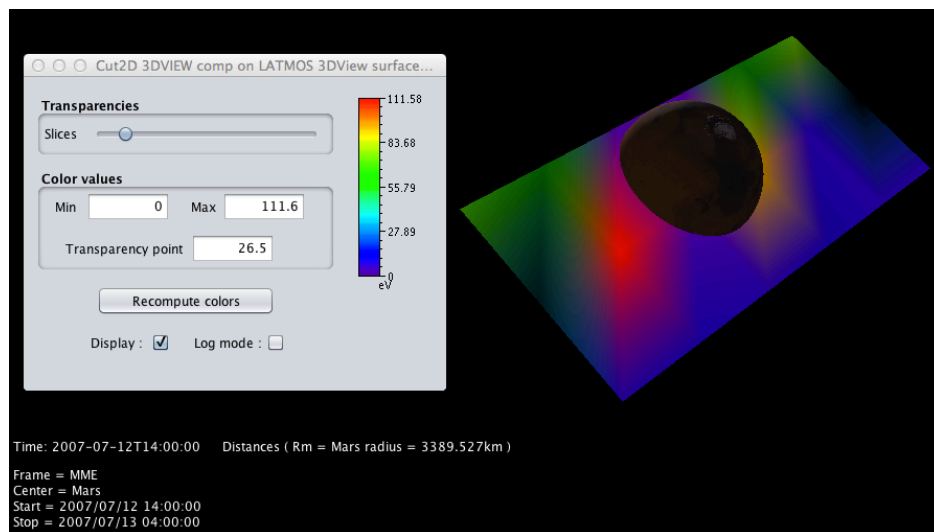 Cut2D 3DVIEW comp on LATMOS 3DView surface...
Transparencies
Slices
Color values
Min 0 Max 111.6
Transparency point 26.5
Recompute colors
Display : Log mode :
111.58
83.68
55.79
27.89
0
eV
Time: 2007-07-12T14:00:00 Distances ( Rm = Mars radius = 3389.527km )
Frame = MME
Center = Mars
Start = 2007/07/12 14:00:00
Stop = 2007/07/13 04:00:00